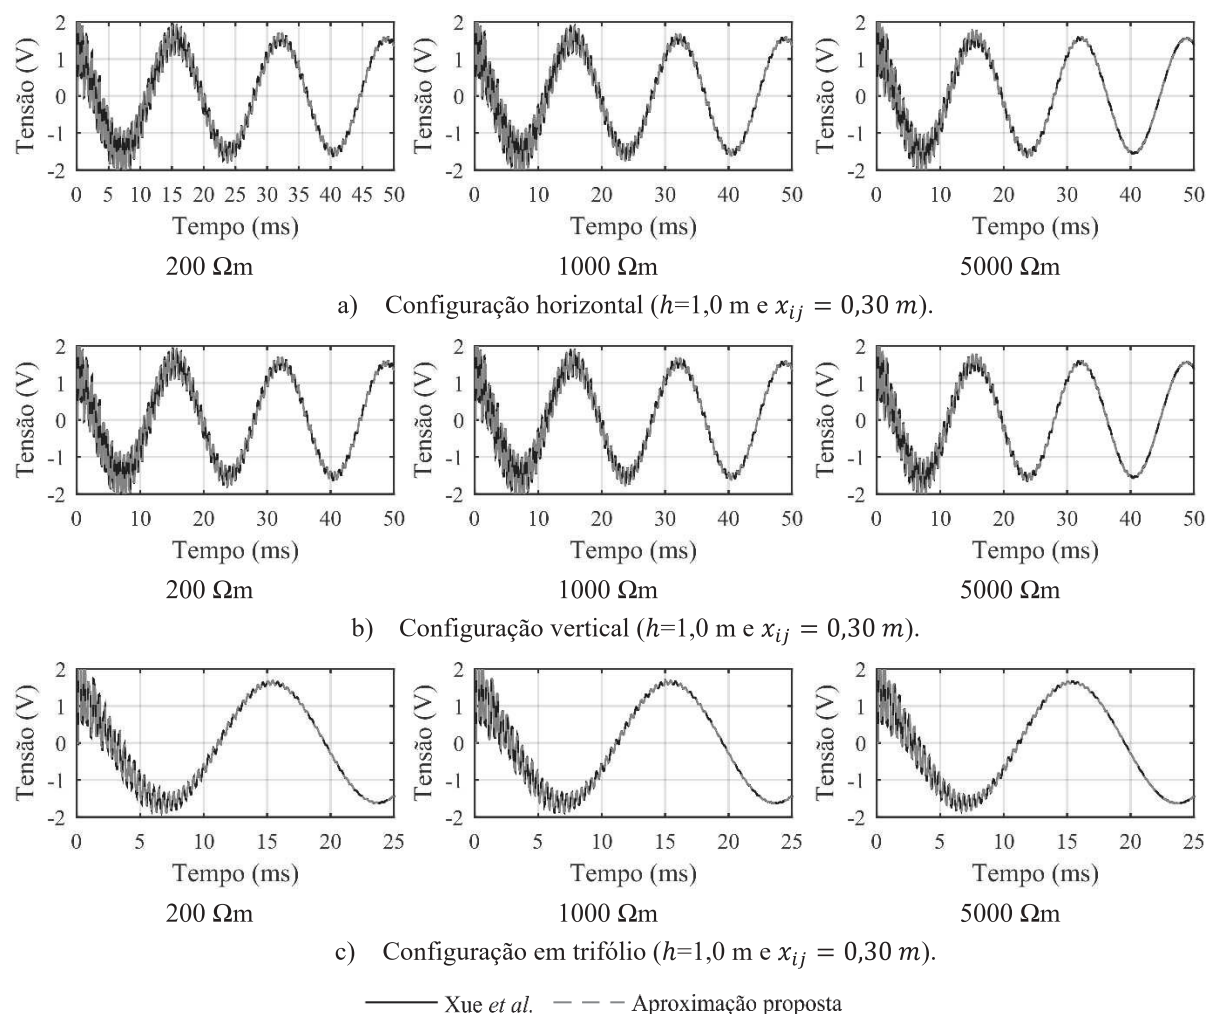 2 1 0 -1 -2
Tensão (V)
0 5 10 15 20 25 30 35 40 45 50
Tempo (ms)
200 Ωm
2 1 0 -1 -2
Tensão (V)
0 10 20 30 40 50
Tempo (ms)
1000 Ωm
2 1 0 -1 -2
Tensão (V)
0 10 20 30 40 50
Tempo (ms)
5000 Ωm
a) Configuração horizontal (h=1,0 m e x_ij = 0,30 m).
2 1 0 -1 -2
Tensão (V)
0 10 20 30 40 50
Tempo (ms)
200 Ωm
2 1 0 -1 -2
Tensão (V)
0 10 20 30 40 50
Tempo (ms)
1000 Ωm
2 1 0 -1 -2
Tensão (V)
0 10 20 30 40 50
Tempo (ms)
5000 Ωm
b) Configuração vertical (h=1,0 m e x_ij = 0,30 m).
2 1 0 -1 -2
Tensão (V)
0 5 10 15 20 25
Tempo (ms)
200 Ωm
2 1 0 -1 -2
Tensão (V)
0 5 10 15 20 25
Tempo (ms)
1000 Ωm
2 1 0 -1 -2
Tensão (V)
0 5 10 15 20 25
Tempo (ms)
5000 Ωm
c) Configuração em trifólio (h=1,0 m e x_ij = 0,30 m).
Xue et al. Aproximação proposta